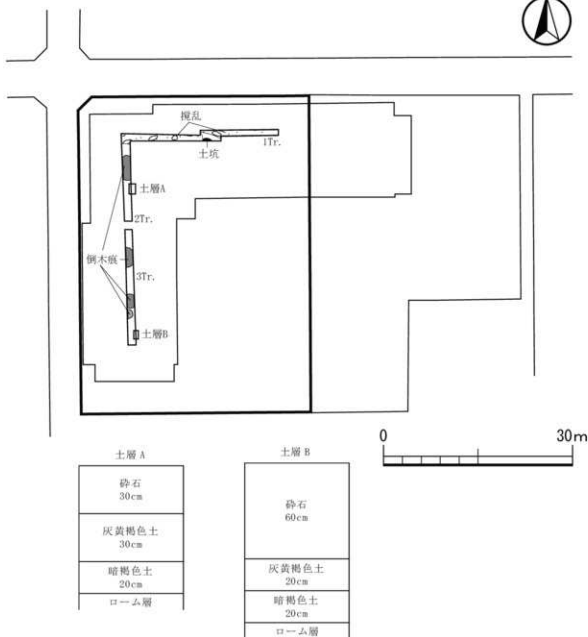 撹乱
1Tr.
土坑
土層A
2Tr.
倒木痕
3Tr.
土層B
0 30m
土層 A
砕石
30cm
灰黄褐色土
30cm
暗褐色土
20cm
ローム層
土層 B
砕石
60cm
灰黄褐色土
20cm
暗褐色土
20cm
ローム層